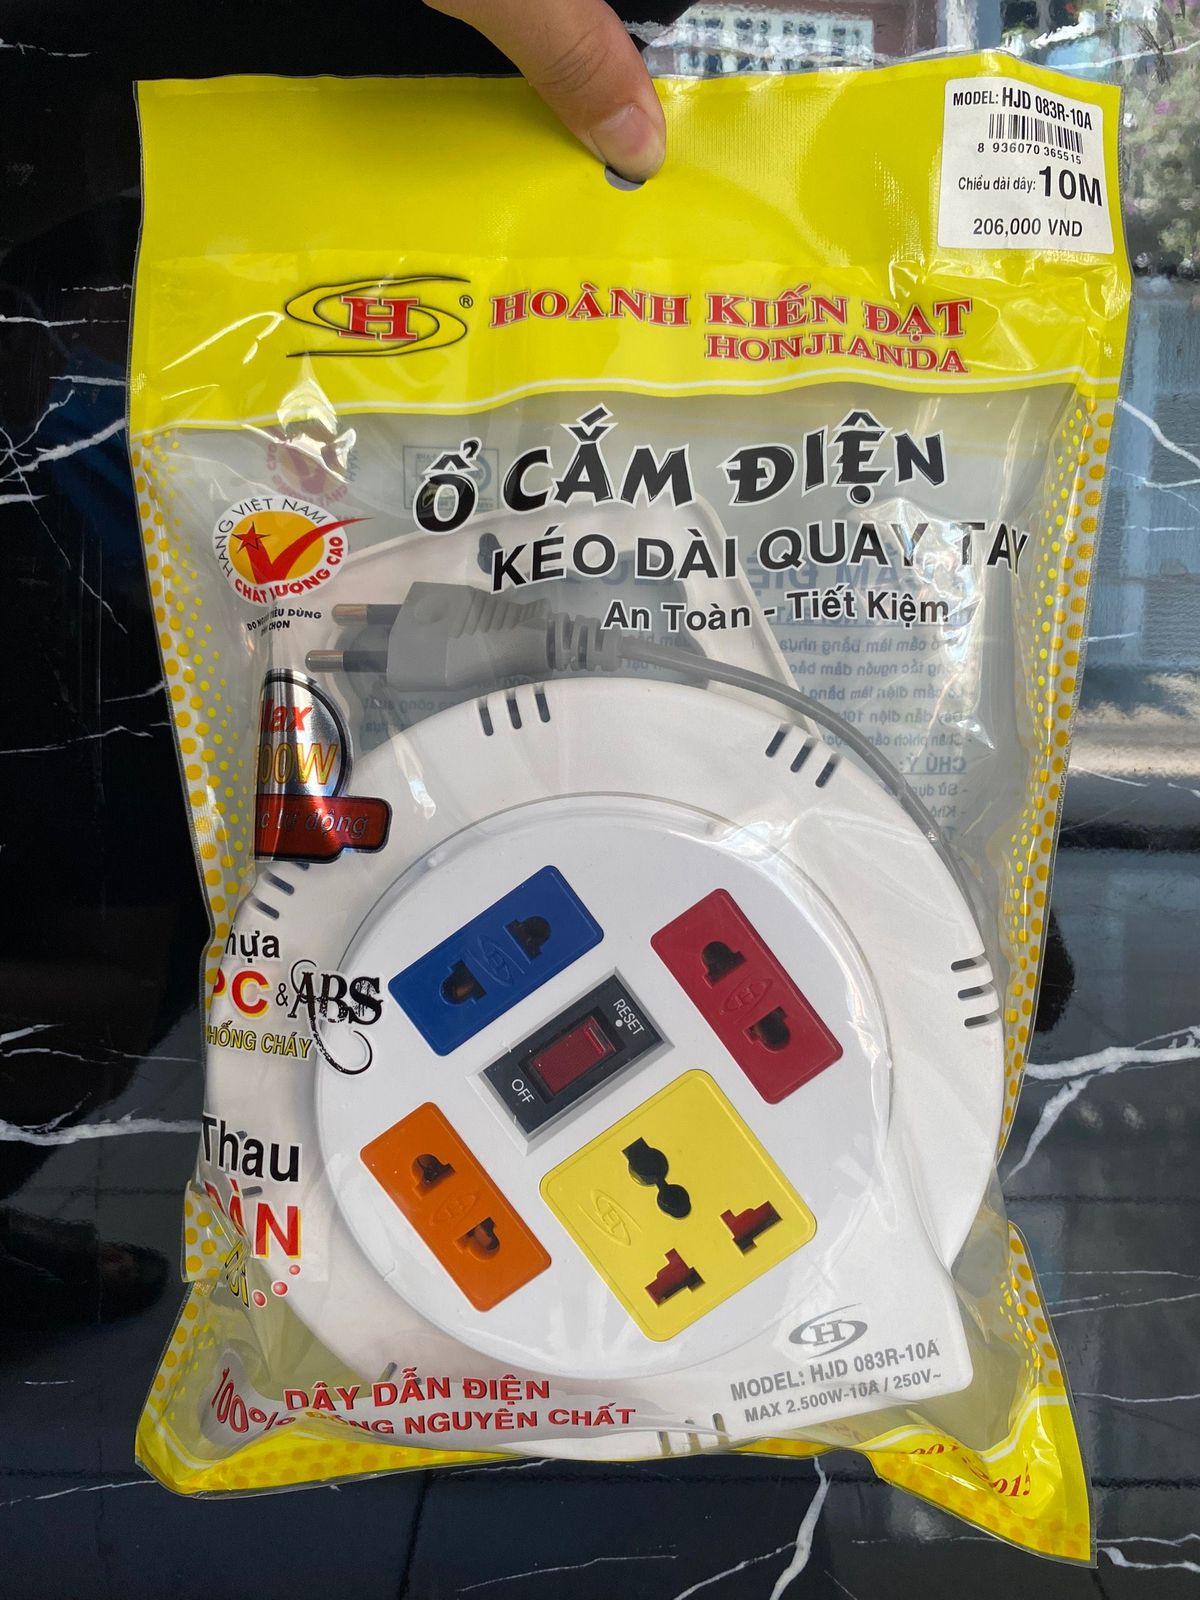 MODEL: HJD 083R-10A
8 936070 365515
Chiều dài dây: 10M
206,000 VND
H ®
HOÀNH KIẾN ĐẠT
HONJIANDA
Ổ CẮM ĐIỆN
KÉO DÀI QUAY TAY
An Toàn - Tiết Kiệm
HÀNG VIỆT NAM
CHẤT LƯỢNG CAO
tự động
PC & ABS
CHỐNG CHÁY
Thau
RESET
OFF
H
H
H
H
H
MODEL: HJD 083R-10A
MAX 2.500W-10A / 250V~
100%
DÂY DẪN ĐIỆN
ĐỒNG NGUYÊN CHẤT